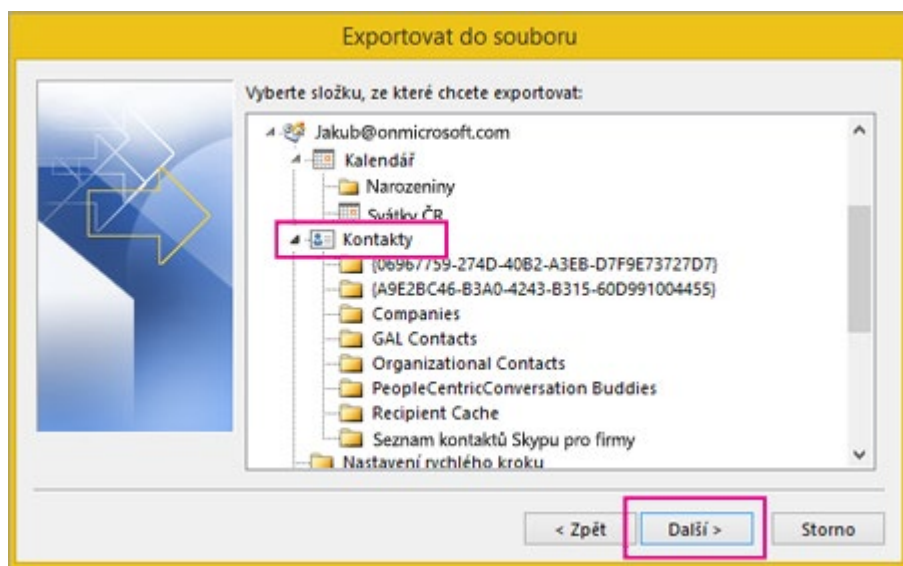 Exportovat do souboru
Vyberte složku, ze které chcete exportovat:
Jakub@onmicrosoft.com
Kalendář
Narozeniny
Svátky ČR
Kontakty
{06967759-274D-40B2-A3EB-D7F9E73727D7}
{A9E2BC46-B3A0-4243-B315-60D991004455}
Companies
GAL Contacts
Organizational Contacts
PeopleCentricConversation Buddies
Recipient Cache
Seznam kontaktů Skypu pro firmy
Nastavení rychlého kroku
< Zpět Další > Storno